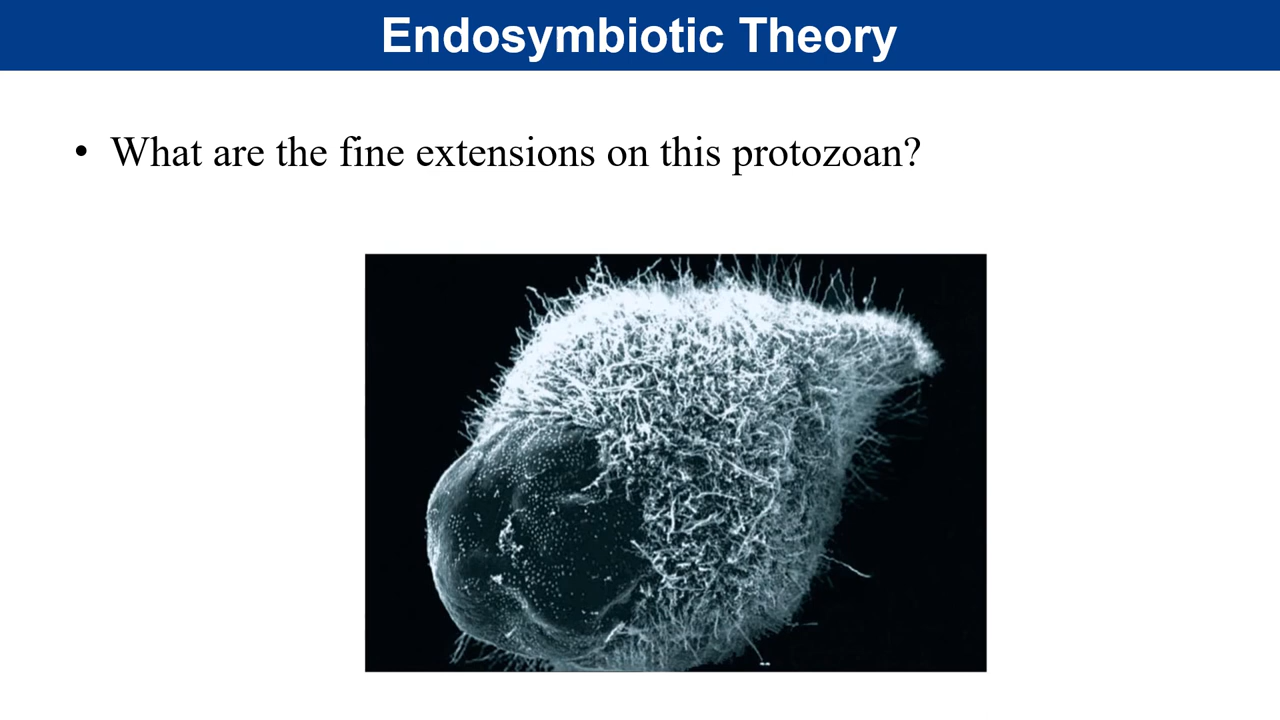 Endosymbiotic Theory
• What are the fine extensions on this protozoan?